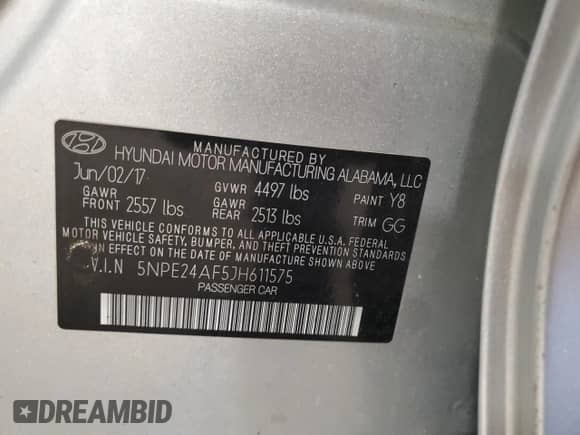 MANUFACTURED BY
HYUNDAI MOTOR MANUFACTURING ALABAMA, LLC
Jun/02/17 GVWR 4497 lbs PAINT Y8
GAWR FRONT 2557 lbs GAWR REAR 2513 lbs TRIM GG
THIS VEHICLE CONFORMS TO ALL APPLICABLE U.S.A. FEDERAL
MOTOR VEHICLE SAFETY, BUMPER, AND THEFT PREVENTION STANDARDS
IN EFFECT ON THE DATE OF MANUFACTURE SHOWN ABOVE.
V.I.N 5NPE24AF5JH611575
PASSENGER CAR
DREAMBID